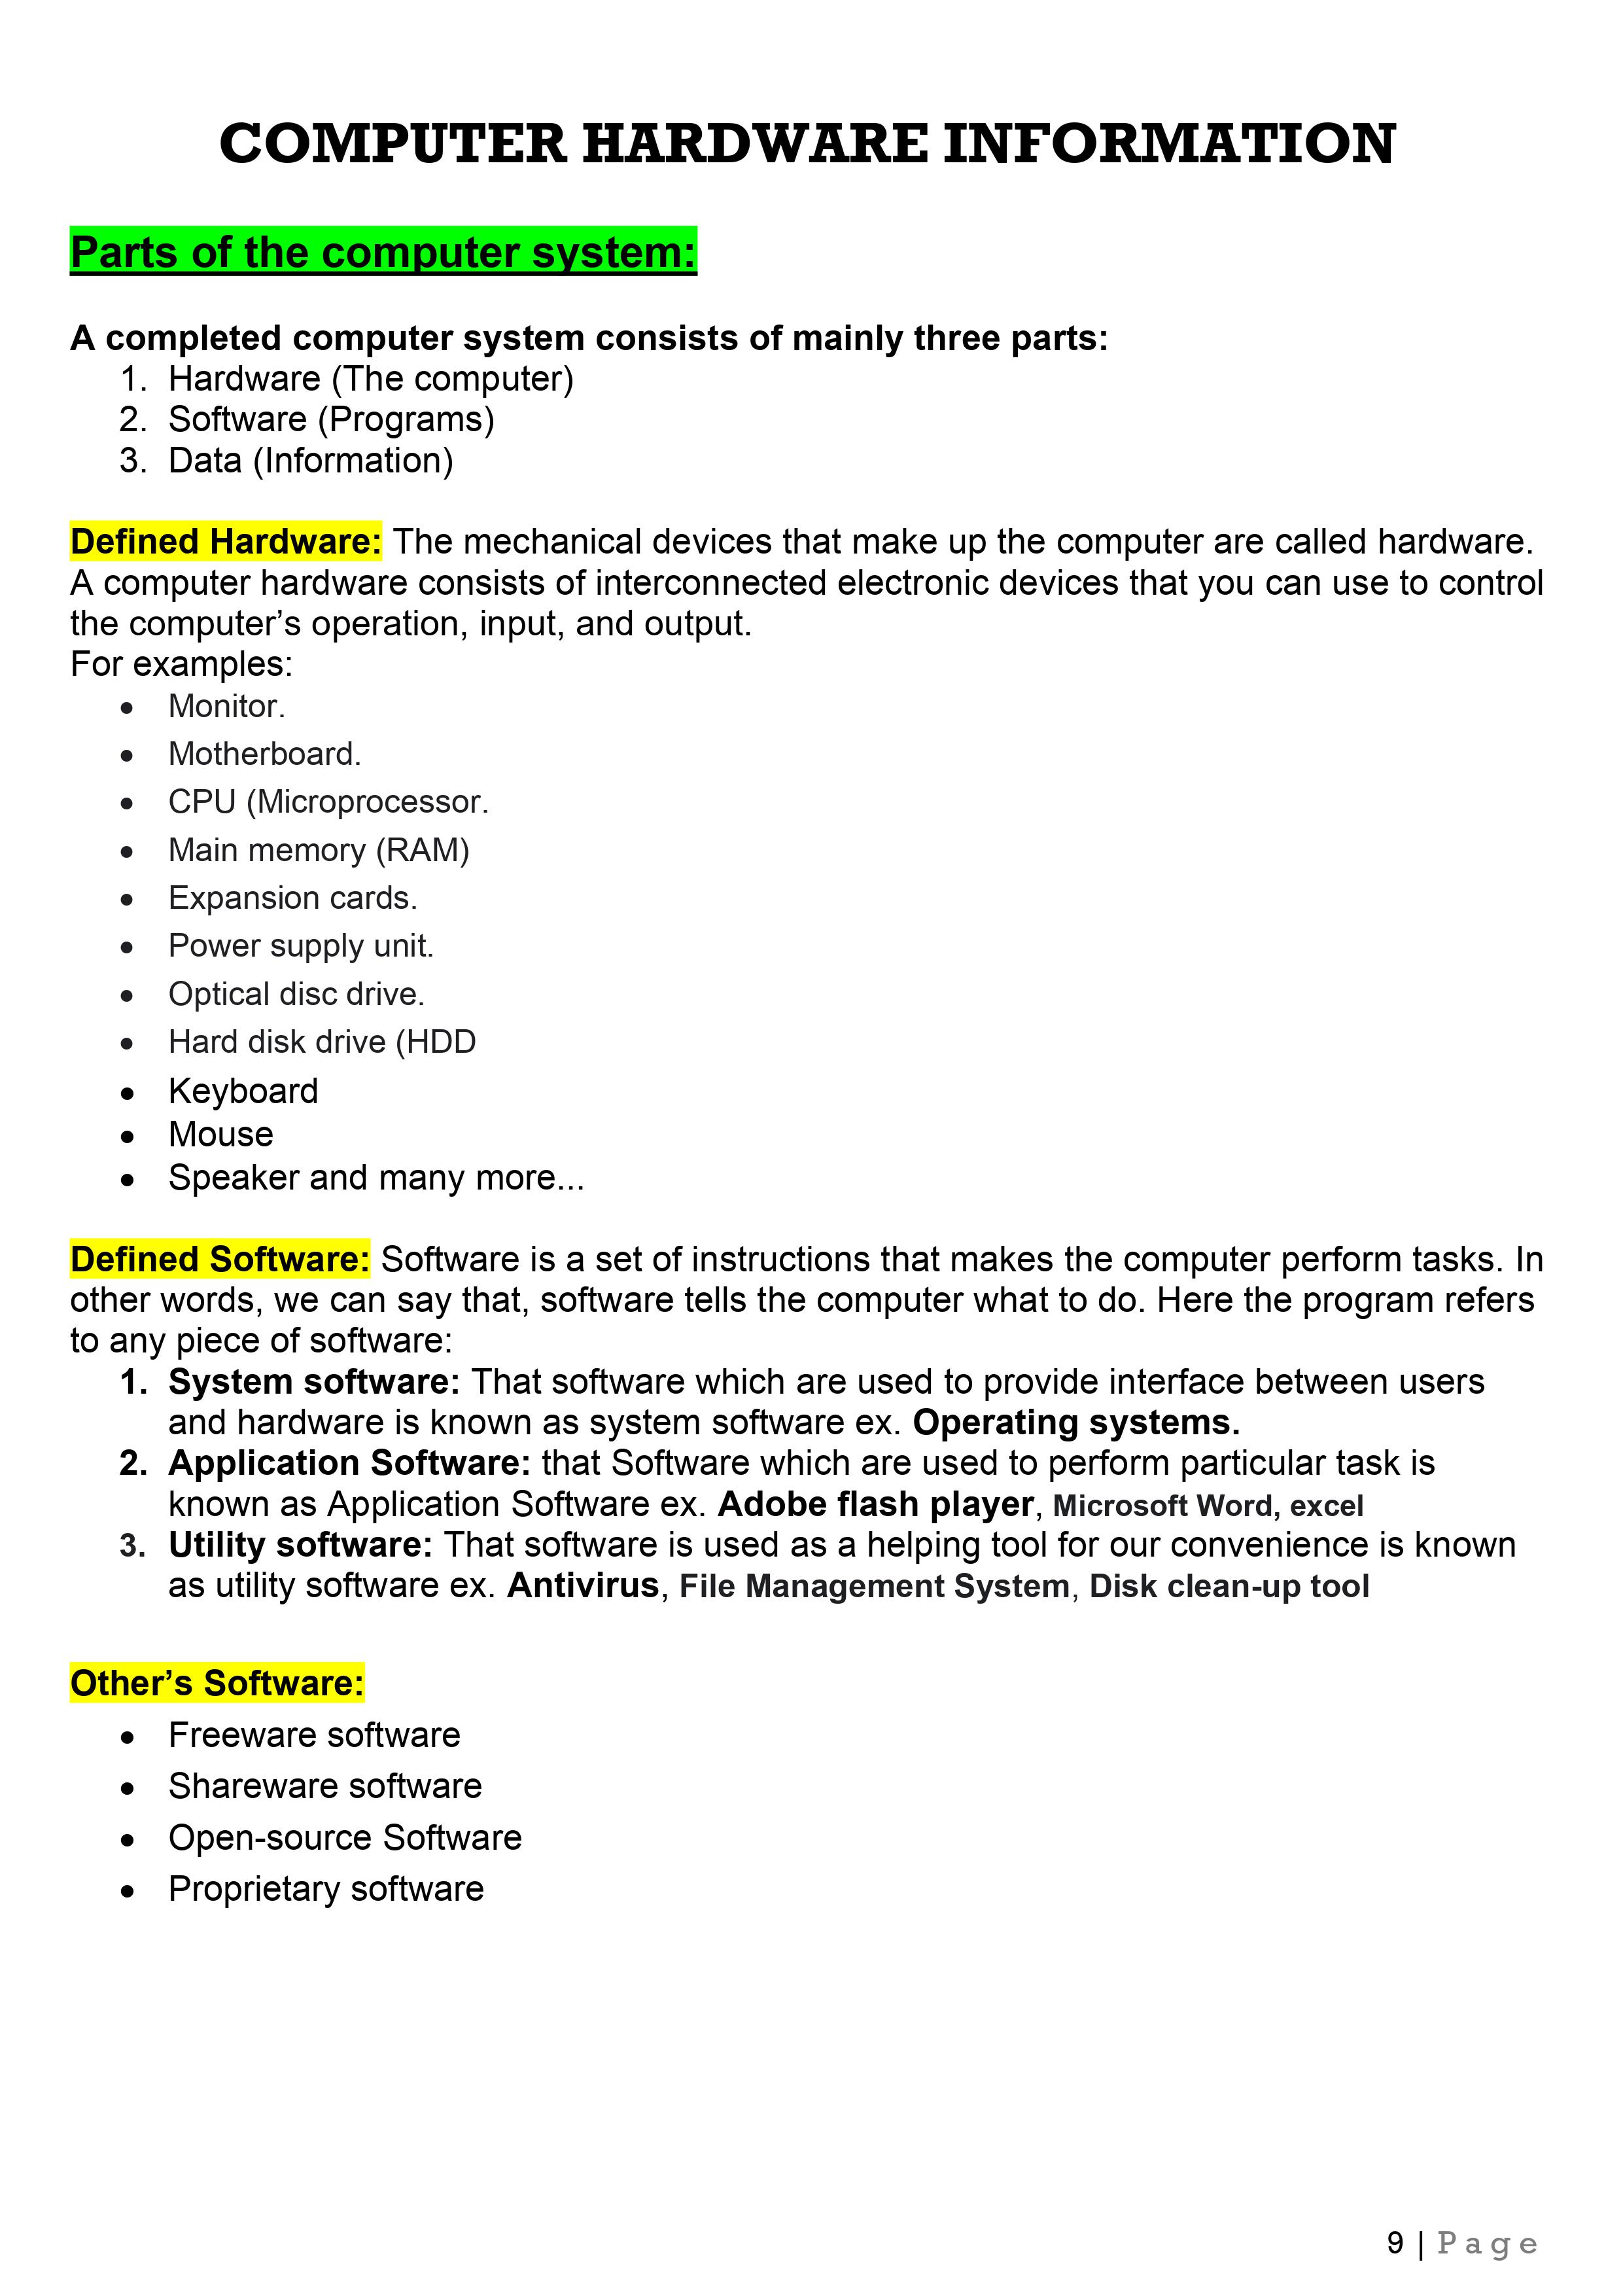 COMPUTER HARDWARE INFORMATION
Parts of the computer system:
A completed computer system consists of mainly three parts:
1. Hardware (The computer)
2. Software (Programs)
3. Data (Information)
Defined Hardware: The mechanical devices that make up the computer are called hardware.
A computer hardware consists of interconnected electronic devices that you can use to control
the computer’s operation, input, and output.
For examples:
• Monitor.
• Motherboard.
• CPU (Microprocessor.
• Main memory (RAM)
• Expansion cards.
• Power supply unit.
• Optical disc drive.
• Hard disk drive (HDD
• Keyboard
• Mouse
• Speaker and many more...
Defined Software: Software is a set of instructions that makes the computer perform tasks. In
other words, we can say that, software tells the computer what to do. Here the program refers
to any piece of software:
1. System software: That software which are used to provide interface between users
and hardware is known as system software ex. Operating systems.
2. Application Software: that Software which are used to perform particular task is
known as Application Software ex. Adobe flash player, Microsoft Word, excel
3. Utility software: That software is used as a helping tool for our convenience is known
as utility software ex. Antivirus, File Management System, Disk clean-up tool
Other’s Software:
• Freeware software
• Shareware software
• Open-source Software
• Proprietary software
9 | Page